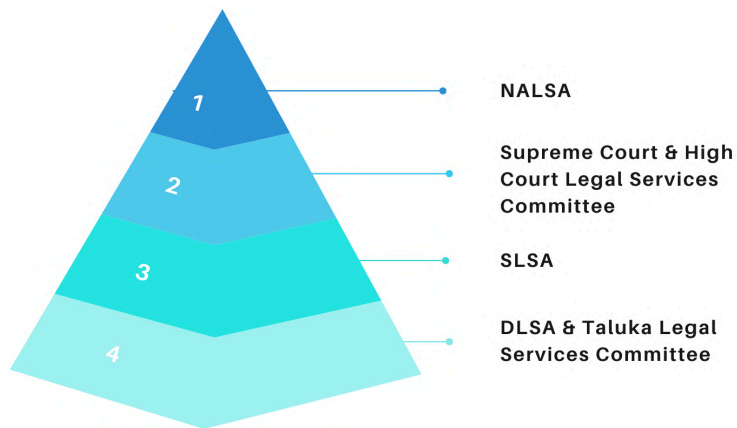 1
NALSA
2
Supreme Court & High
Court Legal Services
Committee
3
SLSA
4
DLSA & Taluka Legal
Services Committee